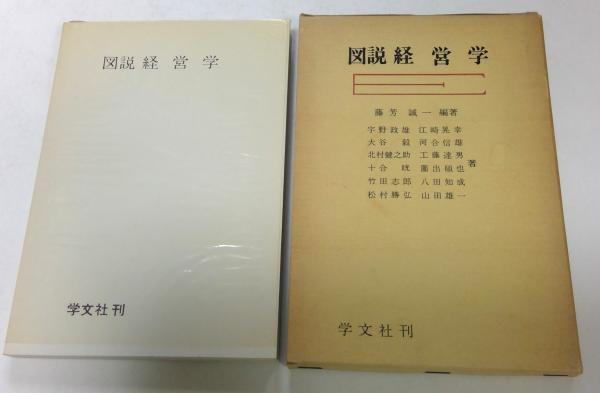 図説 経営学
学文社刊
図説 経営学
藤芳誠一編著
宇野政雄 江崎晃幸
大谷毅 河合信雄
北村健之助 工藤達男
十合晄 薗出碩也
竹田志郎 八田知成
松村勝弘 山田雄一
著
学文社刊